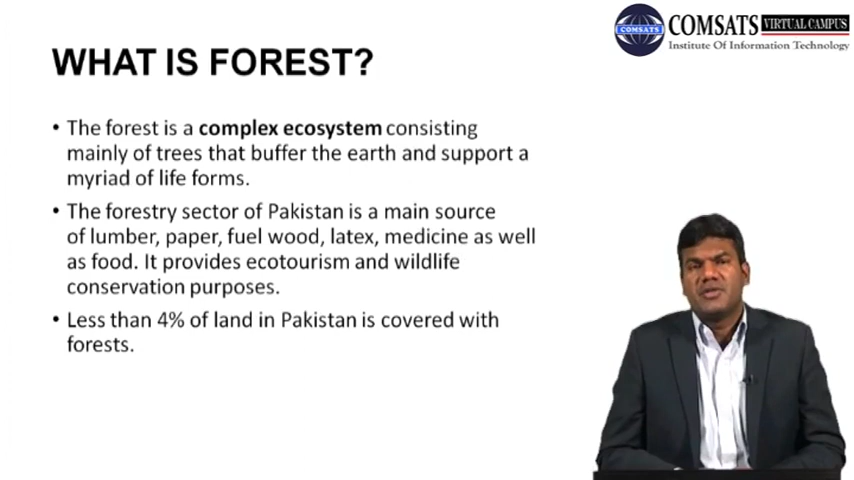 COMSATS VIRTUAL CAMPUS
COMSATS
Institute Of Information Technology
WHAT IS FOREST?
• The forest is a complex ecosystem consisting
mainly of trees that buffer the earth and support a
myriad of life forms.
• The forestry sector of Pakistan is a main source
of lumber, paper, fuel wood, latex, medicine as well
as food. It provides ecotourism and wildlife
conservation purposes.
• Less than 4% of land in Pakistan is covered with
forests.